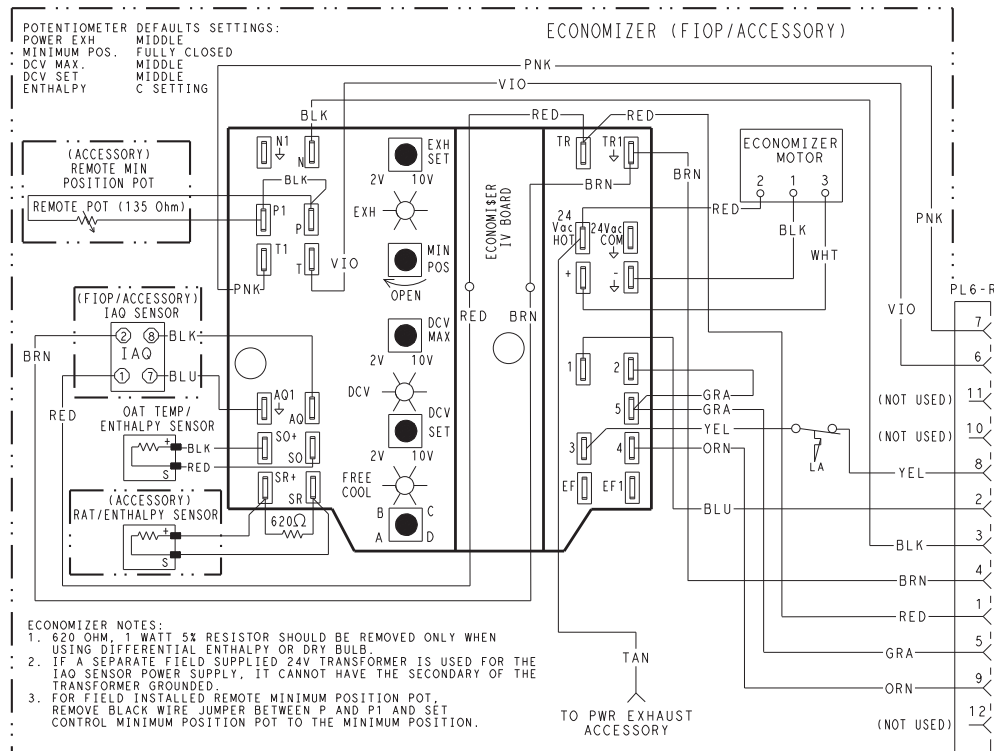 POTENTIOMETER DEFAULTS SETTINGS:
POWER EXH MIDDLE
MINIMUM POS. FULLY CLOSED
DCV MAX. MIDDLE
DCV SET MIDDLE
ENTHALPY C SETTING
ECONOMIZER (FIOP/ACCESSORY)
PNK
VIO
BLK
RED
RED
N1
N
EXH
SET
2V 10V
TR
TR1
BRN
BRN
ECONOMIZER
MOTOR
2 1 3
(ACCESSORY)
REMOTE MIN
POSITION POT
REMOTE POT (135 Ohm)
BLK
P1
P
EXH
ECONOMI$ER
IV BOARD
24
Vac
HOT
24Vac
COM
RED
BLK
WHT
PNK
T1
T
VIO
MIN
POS
OPEN
+
-
PNK
(FIOP/ACCESSORY)
IAQ SENSOR
2 8
BLK
IAQ
1 7
BLU
BRN
RED
RED
BRN
DCV
MAX
2V 10V
VIO
PL6-R
7
6
11
(NOT USED)
10
(NOT USED)
8
YEL
2
3
BLK
4
BRN
1
RED
5
GRA
9
ORN
12
(NOT USED)
1
2
GRA
5
GRA
YEL
3
4
ORN
LA
EF
EF1
BLU
DCV
AQ1
AQ
DCV
SET
2V 10V
OAT TEMP/
ENTHALPY SENSOR
+
BLK
SO+
SO
S
RED
FREE
COOL
SR+
SR
(ACCESSORY)
RAT/ENTHALPY SENSOR
+
S
620Ω
B C
A D
TAN
TO PWR EXHAUST
ACCESSORY
ECONOMIZER NOTES:
1. 620 OHM, 1 WATT 5% RESISTOR SHOULD BE REMOVED ONLY WHEN
USING DIFFERENTIAL ENTHALPY OR DRY BULB.
2. IF A SEPARATE FIELD SUPPLIED 24V TRANSFORMER IS USED FOR THE
IAQ SENSOR POWER SUPPLY, IT CANNOT HAVE THE SECONDARY OF THE
TRANSFORMER GROUNDED.
3. FOR FIELD INSTALLED REMOTE MINIMUM POSITION POT,
REMOVE BLACK WIRE JUMPER BETWEEN P AND P1 AND SET
CONTROL MINIMUM POSITION POT TO THE MINIMUM POSITION.